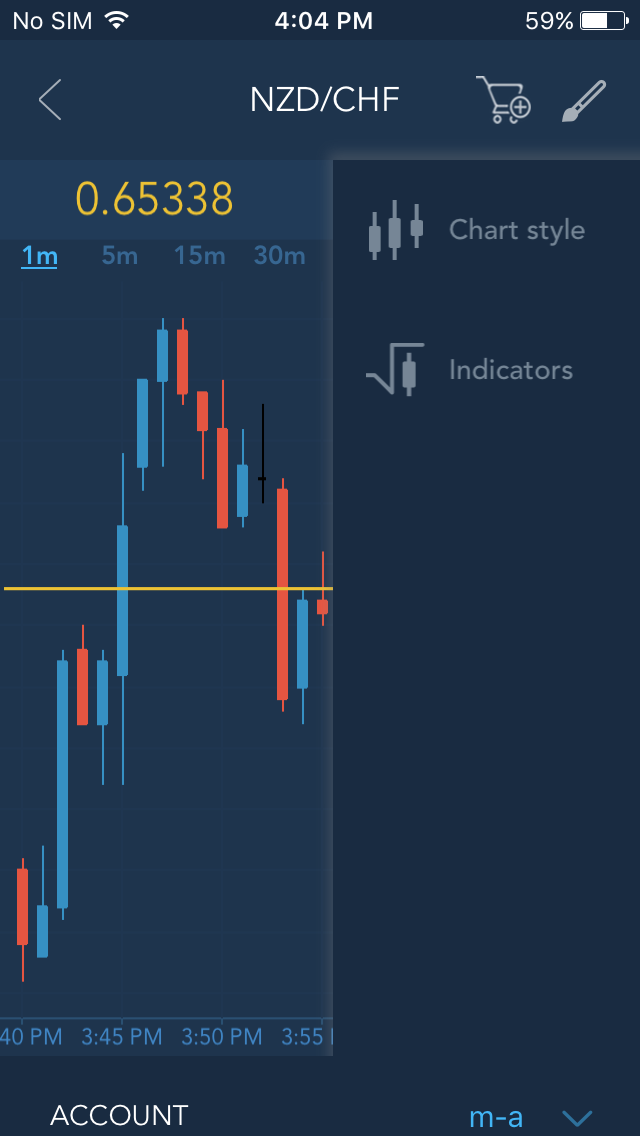 No SIM 4:04 PM 59%
NZD/CHF
0.65338
1m 5m 15m 30m
Chart style
Indicators
40 PM 3:45 PM 3:50 PM 3:55
ACCOUNT m-a